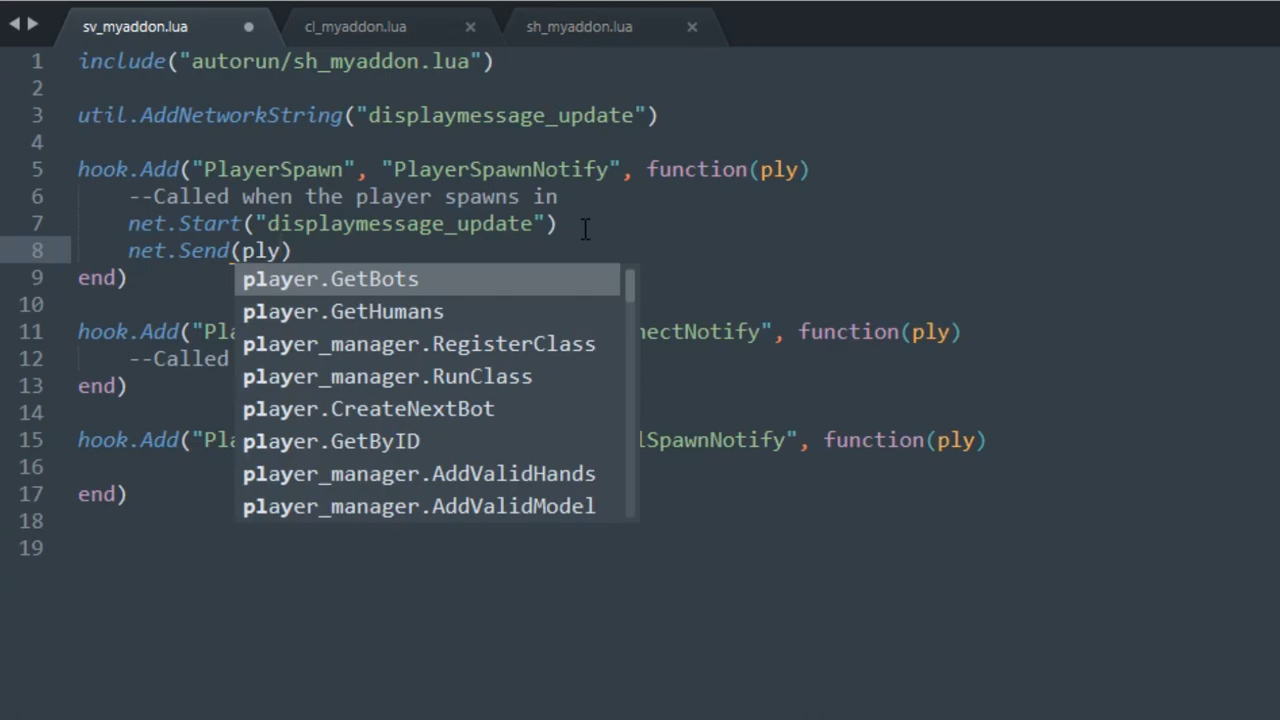 sv_myaddon.lua cl_myaddon.lua sh_myaddon.lua
1 include("autorun/sh_myaddon.lua")
2
3 util.AddNetworkString("displaymessage_update")
4
5 hook.Add("PlayerSpawn", "PlayerSpawnNotify", function(ply)
6 --Called when the player spawns in
7 net.Start("displaymessage_update")
8 net.Send(ply)
9 end)
player.GetBots
10
player.GetHumans
11 hook.Add("Pla nectNotify", function(ply)
player_manager.RegisterClass
12 --Called
player_manager.RunClass
13 end)
player.CreateNextBot
14
player.GetByID
15 hook.Add("Pla lSpawnNotify", function(ply)
player_manager.AddValidHands
16
17 end)
player_manager.AddValidModel
18
19